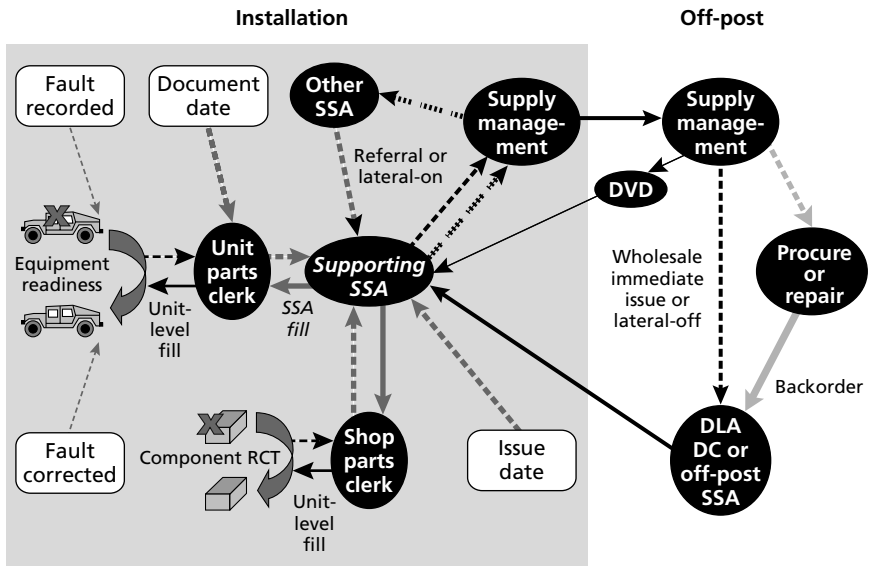 Installation
Off-post
Fault
recorded
Document
date
Other
SSA
Supply
manage-
ment
Supply
manage-
ment
Referral or
lateral-on
DVD
Equipment
readiness
Unit
parts
clerk
Supporting
SSA
Wholesale
immediate
issue or
lateral-off
Procure
or
repair
Unit-
level
fill
SSA
fill
Backorder
Fault
corrected
X
X
Component RCT
Shop
parts
clerk
Issue
date
DLA
DC or
off-post
SSA
Unit-
level
fill